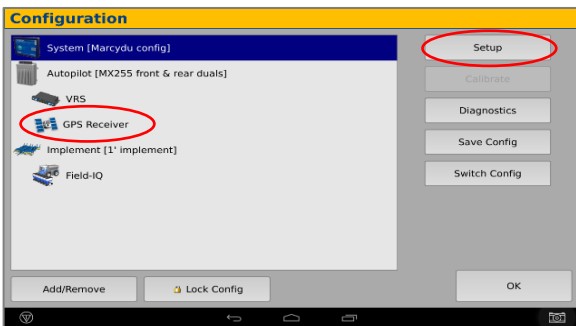 Configuration
System [Marcydu config]
Autopilot [MX255 front & rear duals]
VRS
GPS Receiver
Implement [1' implement]
Field-IQ
Setup
Calibrate
Diagnostics
Save Config
Switch Config
Add/Remove
Lock Config
OK